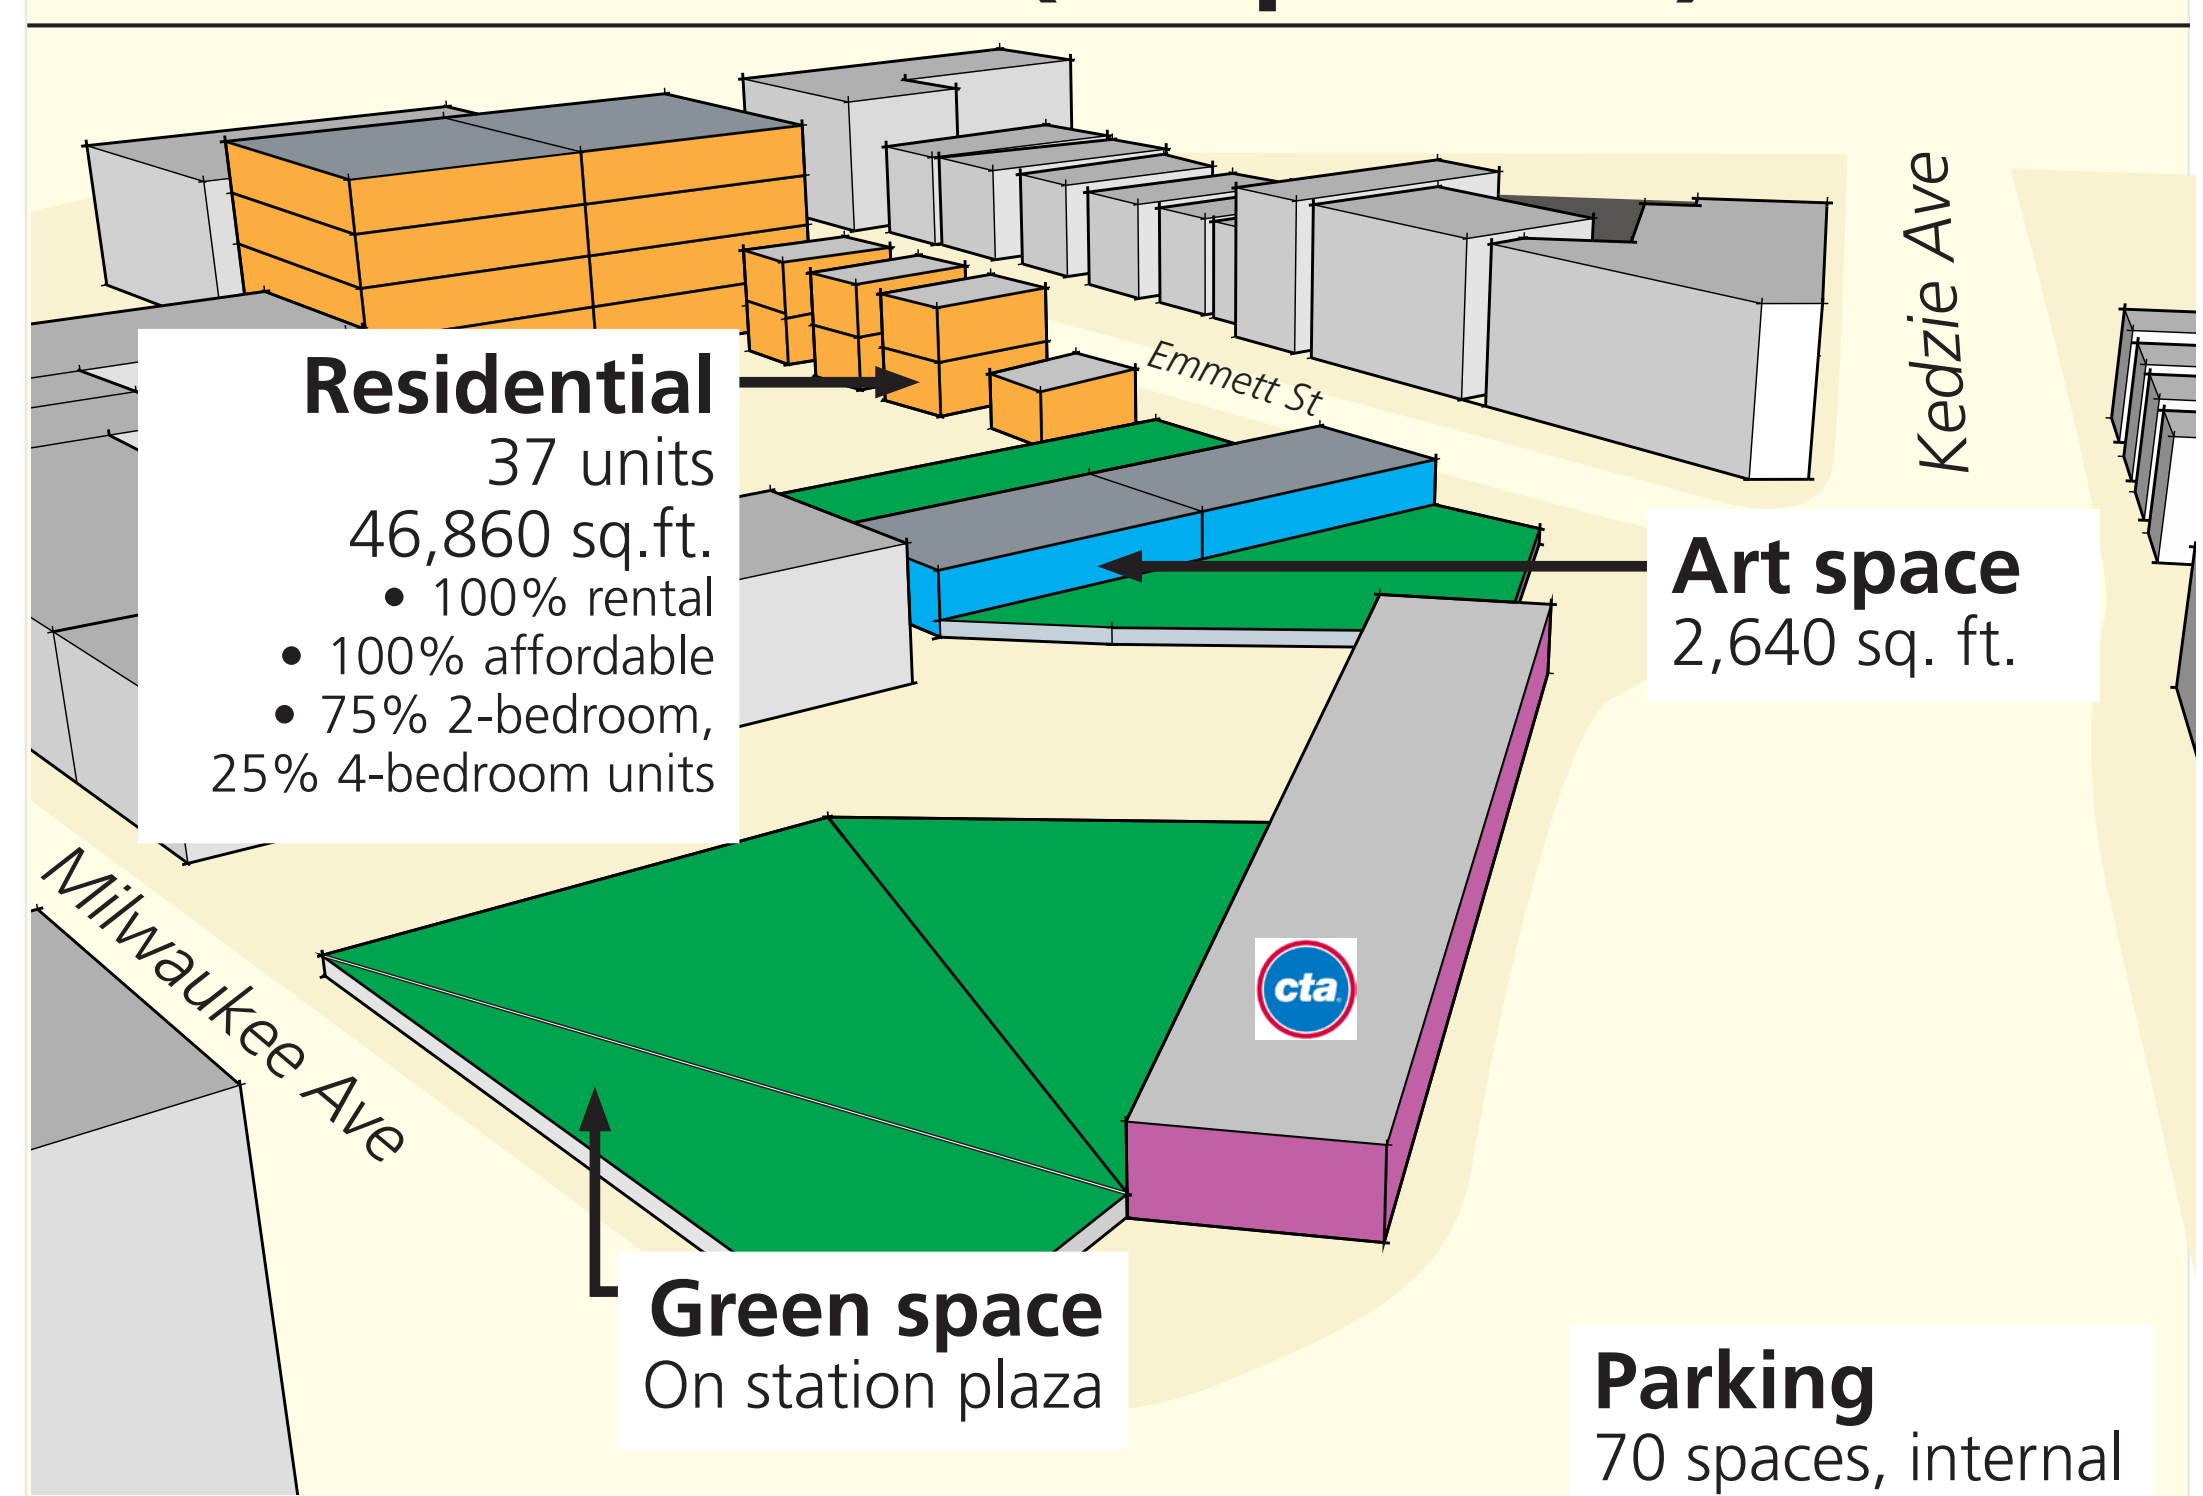 Kedzie Ave
Emmett St
Residential
37 units
46,860 sq.ft.
• 100% rental
• 100% affordable
• 75% 2-bedroom,
25% 4-bedroom units
Art space
2,640 sq. ft.
Milwaukee Ave
cta
Green space
On station plaza
Parking
70 spaces, internal